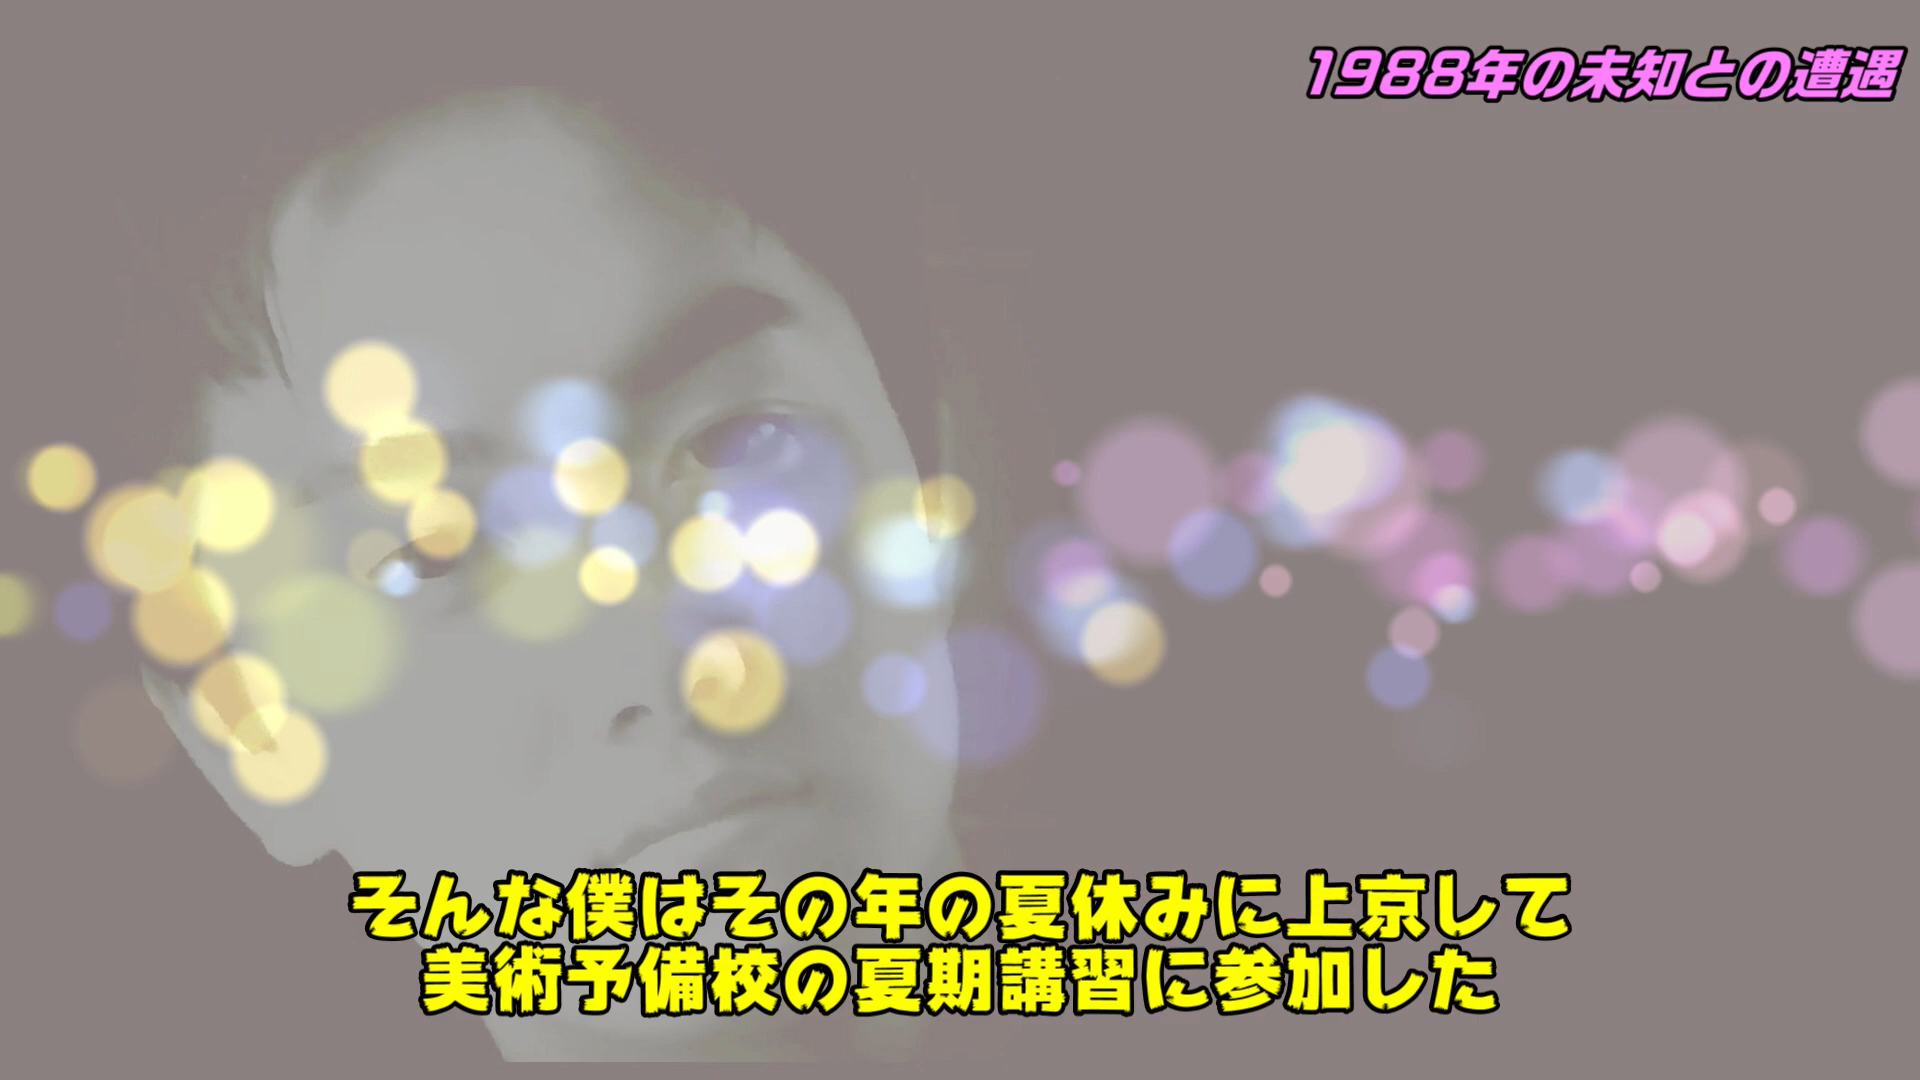 1988年の未知との遭遇
そんな僕はその年の夏休みに上京して
美術予備校の夏期講習に参加した